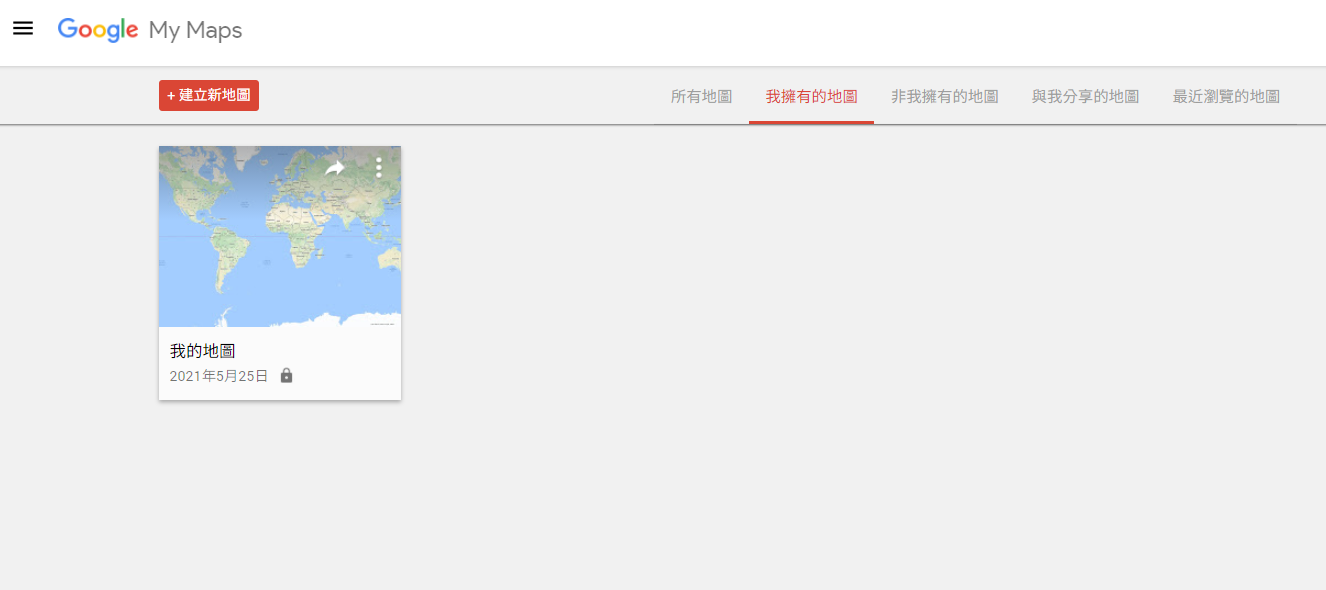 Google My Maps
+ 建立新地圖
所有地圖 我擁有的地圖 非我擁有的地圖 與我分享的地圖 最近瀏覽的地圖
我的地圖
2021年5月25日